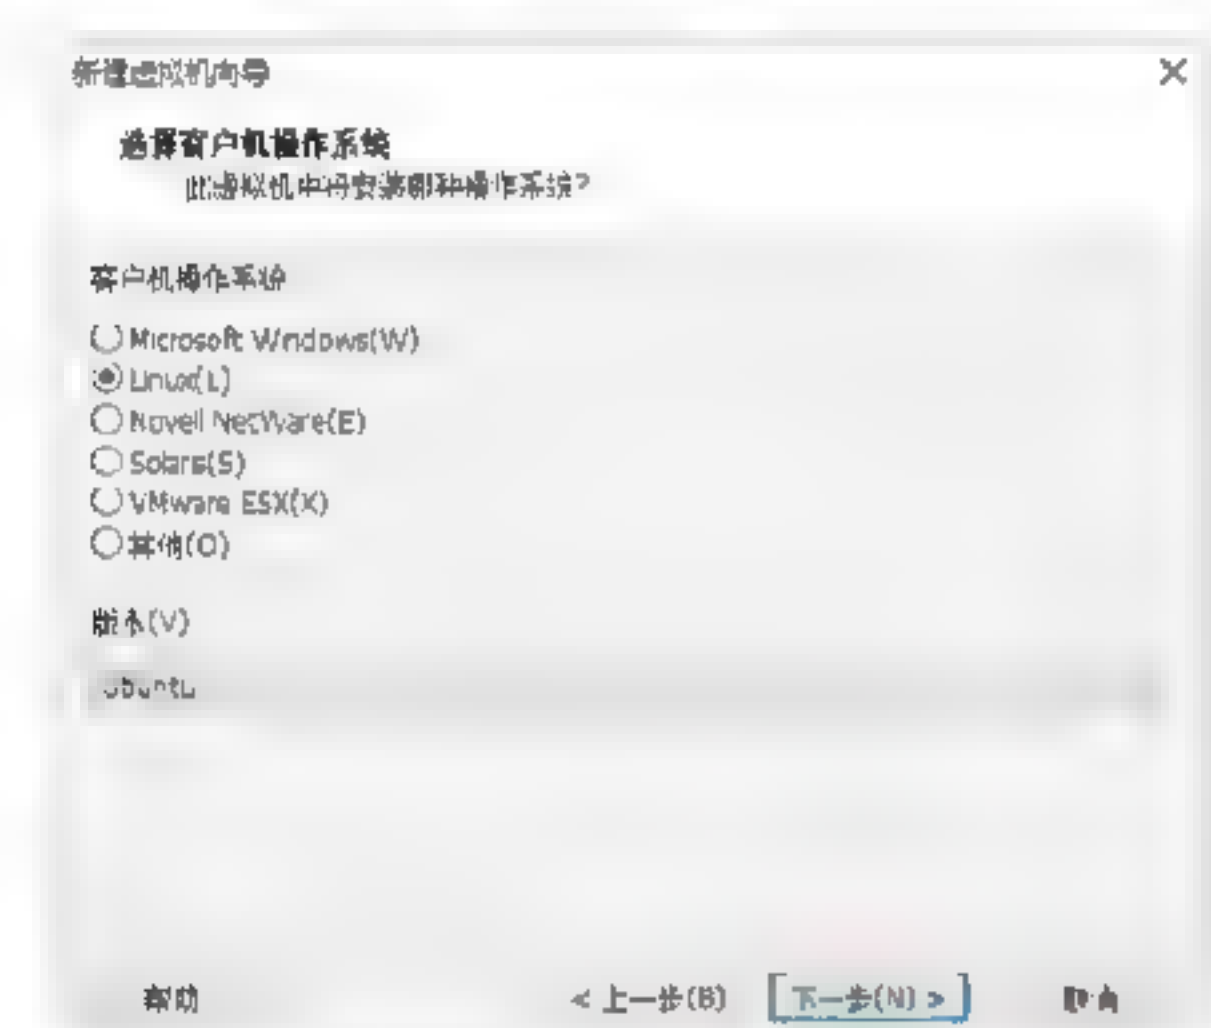 新建虚拟机向导
选择客户机操作系统
此虚拟机中将安装哪种操作系统?
客户机操作系统
Microsoft Windows(W)
Linux(L)
Novell NetWare(E)
Solaris(S)
VMware ESX(X)
其他(O)
版本(V)
Ubuntu
帮助
< 上一步(B)
下一步(N) >
取消